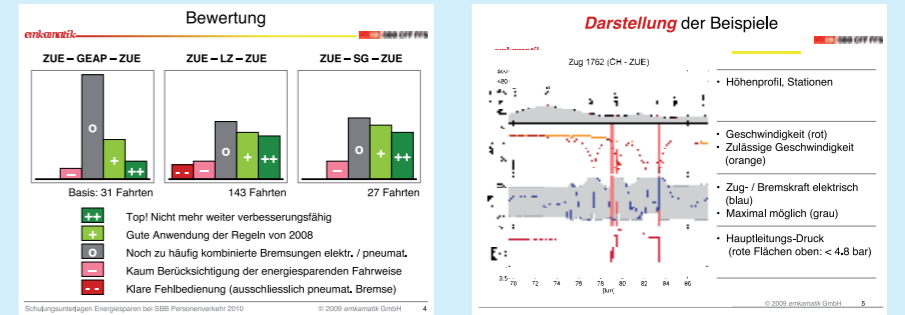 Bewertung
emkamatik
SBB CFF FFS
ZUE – GEAP – ZUE
ZUE – LZ – ZUE
ZUE – SG – ZUE
– o + ++
- - – o + ++
– o + ++
Basis: 31 Fahrten
143 Fahrten
27 Fahrten
++ Top! Nicht mehr weiter verbesserungsfähig
+ Gute Anwendung der Regeln von 2008
o Noch zu häufig kombinierte Bremsungen elektr. / pneumat.
– Kaum Berücksichtigung der energiesparenden Fahrweise
- - Klare Fehlbedienung (ausschliesslich pneumat. Bremse)
Schulungsunterlagen Energiesparen bei SBB Personenverkehr 2010
© 2009 emkamatik GmbH 4
Darstellung der Beispiele
SBB CFF FFS
Zug 1762 (CH - ZUE)
• Höhenprofil, Stationen
• Geschwindigkeit (rot)
• Zulässige Geschwindigkeit
(orange)
• Zug- / Bremskraft elektrisch
(blau)
• Maximal möglich (grau)
• Hauptleitungs-Druck
(rote Flächen oben: < 4.8 bar)
3.5
70 72 74 76 78 80 82 84 86
[km]
© 2009 emkamatik GmbH 5